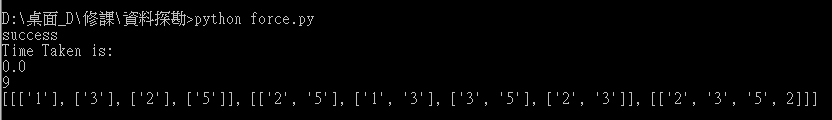 D:\桌面_D\修課\資料探勘>python force.py
success
Time Taken is:
0.0
9
[[['1'], ['3'], ['2'], ['5']], [['2', '5'], ['1', '3'], ['3', '5'], ['2', '3']], [['2', '3', '5', 2]]]